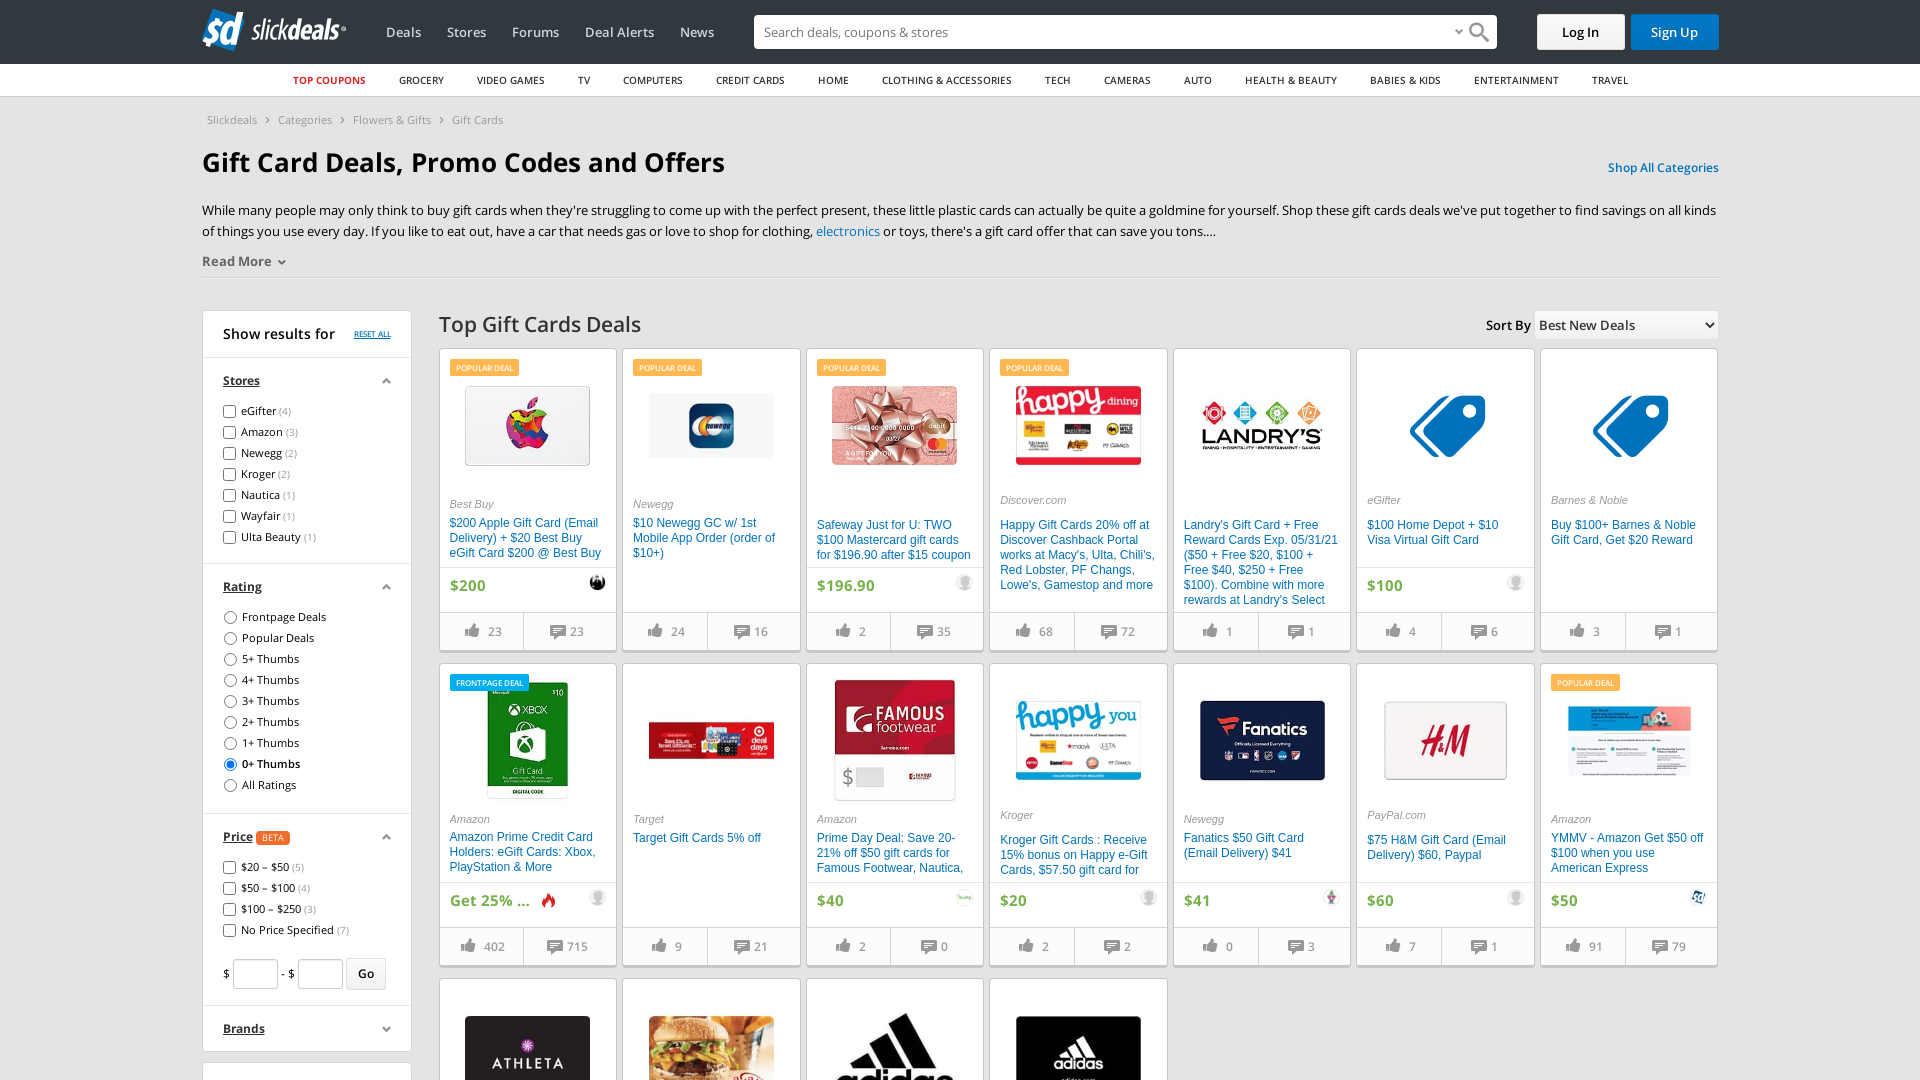 slickdeals
Deals
Stores
Forums
Deal Alerts
News
Search deals, coupons & stores
Log In
Sign Up
TOP COUPONS
GROCERY
VIDEO GAMES
TV
COMPUTERS
CREDIT CARDS
HOME
CLOTHING & ACCESSORIES
TECH
CAMERAS
AUTO
HEALTH & BEAUTY
BABIES & KIDS
ENTERTAINMENT
TRAVEL
Slickdeals > Categories > Flowers & Gifts > Gift Cards
Gift Card Deals, Promo Codes and Offers
Shop All Categories
While many people may only think to buy gift cards when they're struggling to come up with the perfect present, these little plastic cards can actually be quite a goldmine for yourself. Shop these gift cards deals we've put together to find savings on all kinds
of things you use every day. If you like to eat out, have a car that needs gas or love to shop for clothing, electronics or toys, there's a gift card offer that can save you tons....
Read More
Show results for
RESET ALL
Stores
eGifter (4)
Amazon (3)
Newegg (2)
Kroger (2)
Nautica (1)
Wayfair (1)
Ulta Beauty (1)
Rating
Frontpage Deals
Popular Deals
5+ Thumbs
4+ Thumbs
3+ Thumbs
2+ Thumbs
1+ Thumbs
0+ Thumbs
All Ratings
Price BETA
$20 – $50 (5)
$50 – $100 (4)
$100 – $250 (3)
No Price Specified (7)
$ - $ Go
Brands
Top Gift Cards Deals
Sort By Best New Deals
POPULAR DEAL
Best Buy
$200 Apple Gift Card (Email
Delivery) + $20 Best Buy
eGift Card $200 @ Best Buy
$200
23
23
POPULAR DEAL
newegg
Newegg
$10 Newegg GC w/ 1st
Mobile App Order (order of
$10+)
24
16
POPULAR DEAL
debit
A GIFT FOR YOU
Safeway Just for U: TWO
$100 Mastercard gift cards
for $196.90 after $15 coupon
$196.90
2
35
POPULAR DEAL
happy dining
Discover.com
Happy Gift Cards 20% off at
Discover Cashback Portal
works at Macy's, Ulta, Chili's,
Red Lobster, PF Changs,
Lowe's, Gamestop and more
68
72
LANDRY'S
DINING • HOSPITALITY • ENTERTAINMENT • GAMING
Landry's Gift Card + Free
Reward Cards Exp. 05/31/21
($50 + Free $20, $100 +
Free $40, $250 + Free
$100). Combine with more
rewards at Landry's Select
1
1
eGifter
$100 Home Depot + $10
Visa Virtual Gift Card
$100
4
6
Barnes & Noble
Buy $100+ Barnes & Noble
Gift Card, Get $20 Reward
3
1
FRONTPAGE DEAL
Microsoft
$10
XBOX
Gift Card
DIGITAL CODE
Amazon
Amazon Prime Credit Card
Holders: eGift Cards: Xbox,
PlayStation & More
Get 25% ...
402
715
deal
days
Target
Target Gift Cards 5% off
9
21
FAMOUS
footwear.
famous.com
$
Amazon
Prime Day Deal: Save 20-
21% off $50 gift cards for
Famous Footwear, Nautica,
$40
2
0
happy you
Kroger
Kroger Gift Cards : Receive
15% bonus on Happy e-Gift
Cards, $57.50 gift card for
$20
2
2
Fanatics
Officially Licensed Everything.
Newegg
Fanatics $50 Gift Card
(Email Delivery) $41
$41
0
3
H&M
PayPal.com
$75 H&M Gift Card (Email
Delivery) $60, Paypal
$60
7
1
POPULAR DEAL
Amazon
YMMV - Amazon Get $50 off
$100 when you use
American Express
$50
91
79
ATHLETA
adidas
adidas